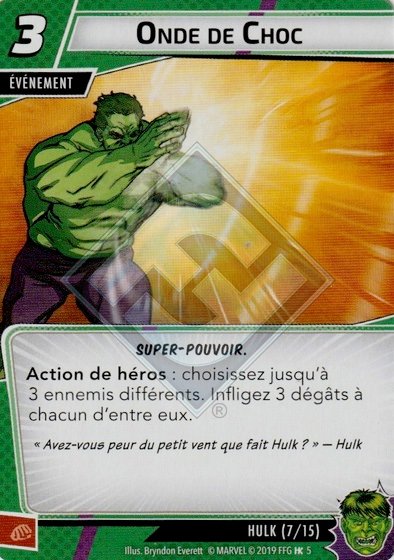 3
ONDE DE CHOC
ÉVÉNEMENT
SUPER-POUVOIR.
Action de héros : choisissez jusqu'à
3 ennemis différents. Infligez 3 dégâts à
chacun d'entre eux.
®
« Avez-vous peur du petit vent que fait Hulk ? » — Hulk
HULK (7/15)
Illus. Bryndon Everett © MARVEL © 2019 FFG HK 5